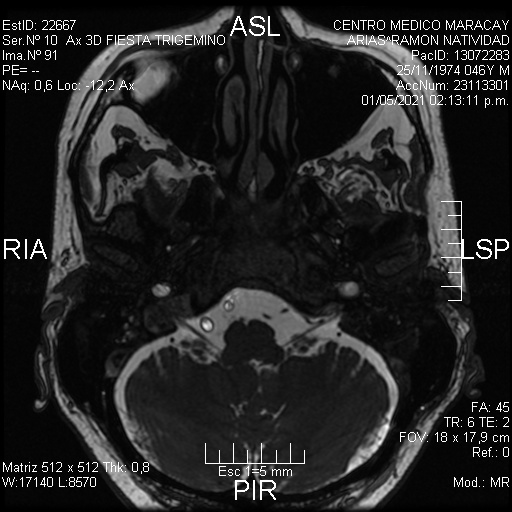 EstID: 22667
Ser.Nº 10 Ax 3D FIESTA TRIGEMINO
Ima.Nº 91
PE= --
NAq: 0,6 Loc: -12,2 Ax
ASL
CENTRO MEDICO MARACAY
ARIAS^RAMON NATIVIDAD
PacID: 13072283
25/11/1974 046Y M
AccNum: 23113301
01/05/2021 02:13:11 p.m.
RIA
LSP
Matriz 512 x 512 Thk: 0,8
W:17140 L:8570
Esc 1=5 mm
PIR
FA: 45
TR: 6 TE: 2
FOV: 18 x 17,9 cm
Ref.: 0
Mod.: MR